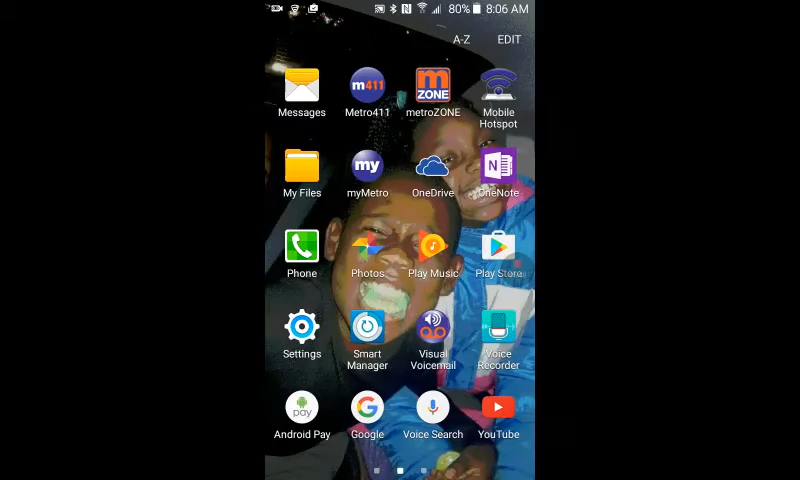 80% 8:06 AM
A-Z EDIT
m411 m ZONE
Messages Metro411 metroZONE Mobile Hotspot
my N
My Files myMetro OneDrive OneNote
Phone Photos Play Music Play Store
Settings Smart Manager Visual Voicemail Voice Recorder
pay G
Android Pay Google Voice Search YouTube